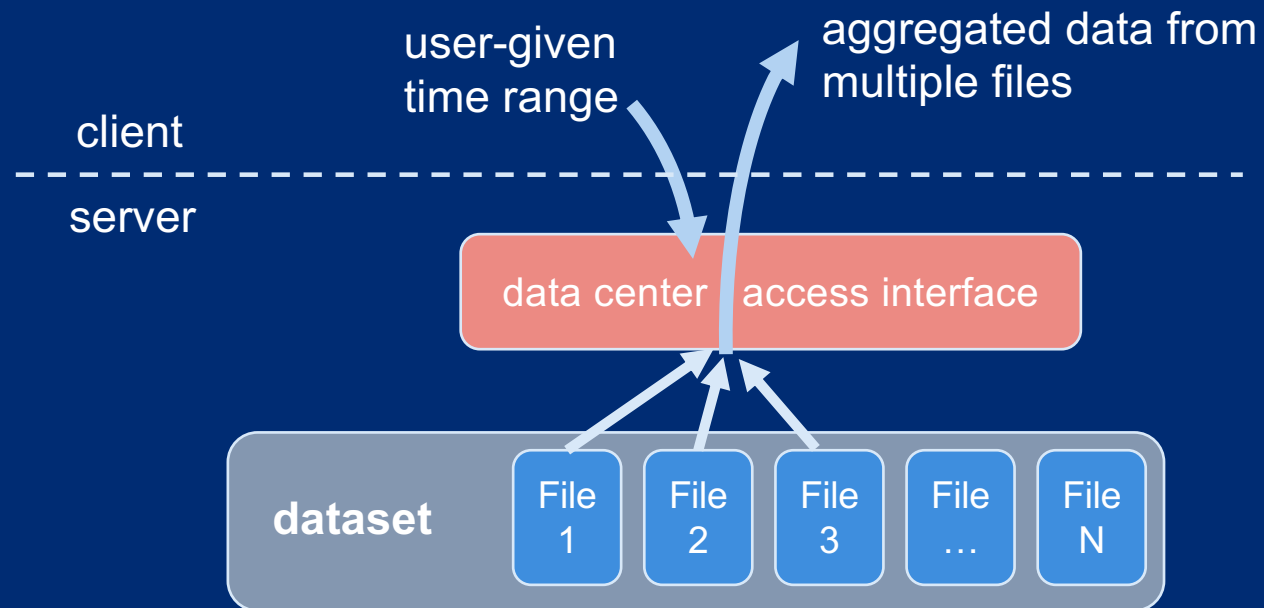 user-given
time range
aggregated data from
multiple files
client
server
data center access interface
dataset
File
1
File
2
File
3
File
…
File
N